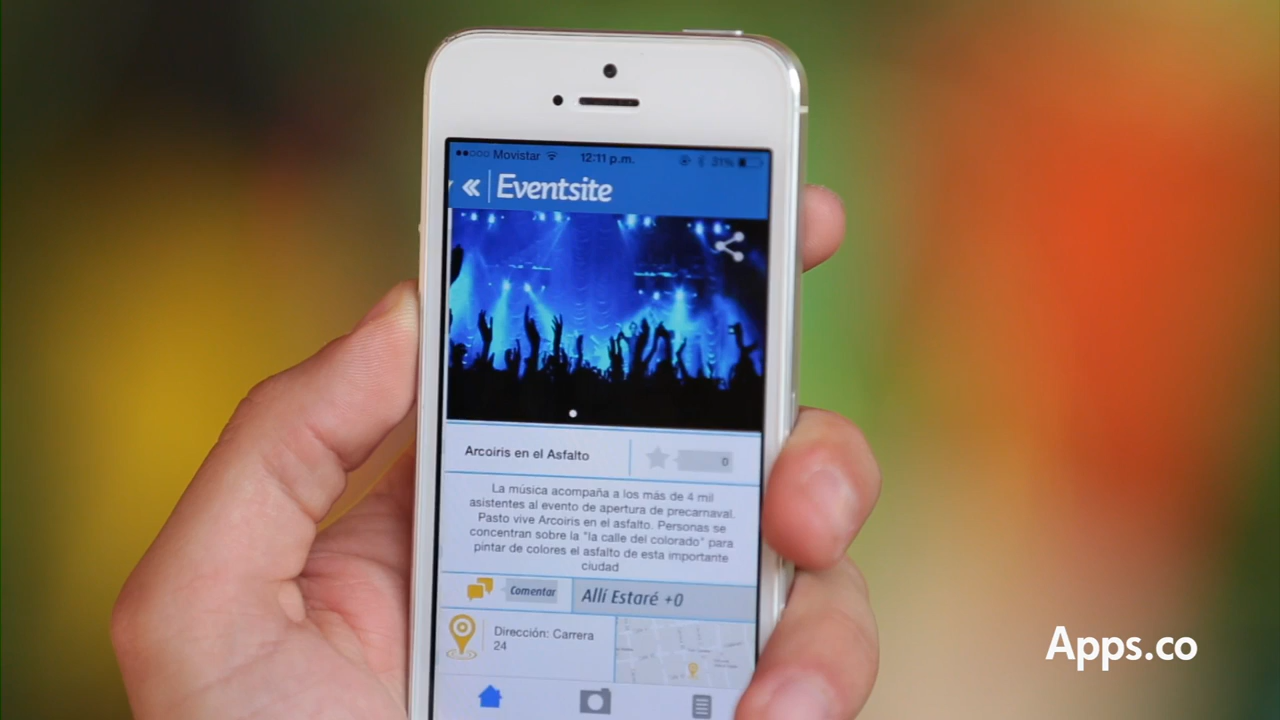 Movistar 12:11 p.m. 31%
Eventsite
Arcoiris en el Asfalto 0
La música acompaña a los más de 4 mil
asistentes al evento de apertura de precarnaval.
Pasto vive Arcoiris en el asfalto. Personas se
concentran sobre la "la calle del colorado" para
pintar de colores el asfalto de esta importante
ciudad
Comentar Allí Estaré +0
Dirección: Carrera
24
Apps.co